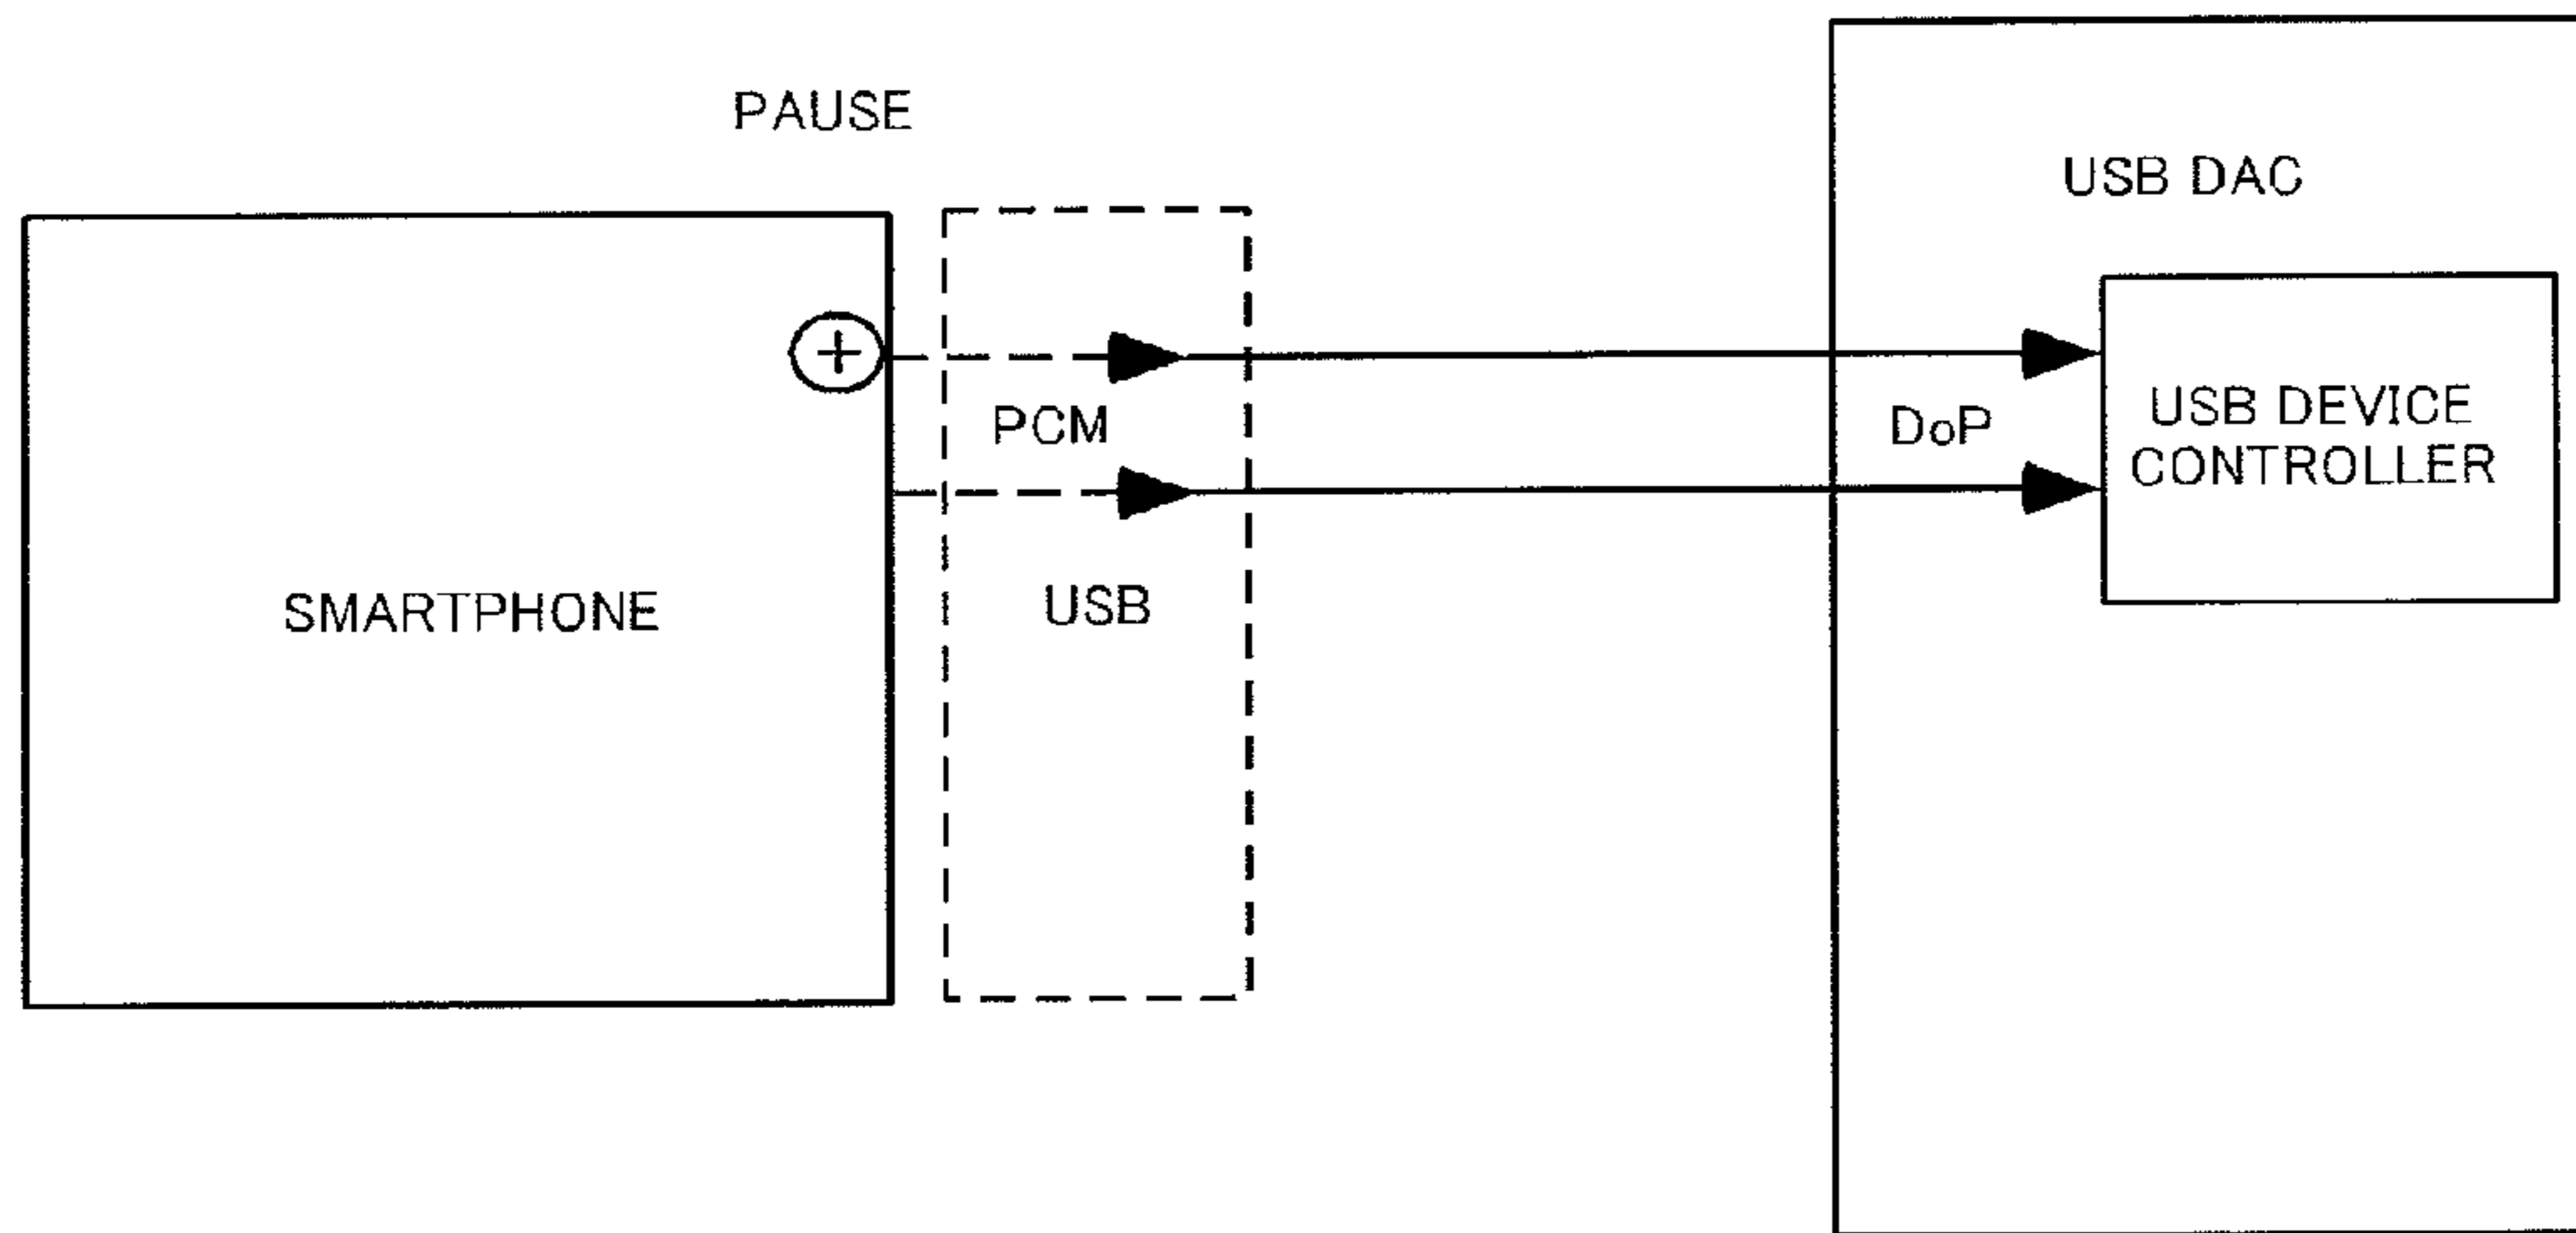 PAUSE
USB DAC
PCM
DoP
USB DEVICE
CONTROLLER
SMARTPHONE
USB